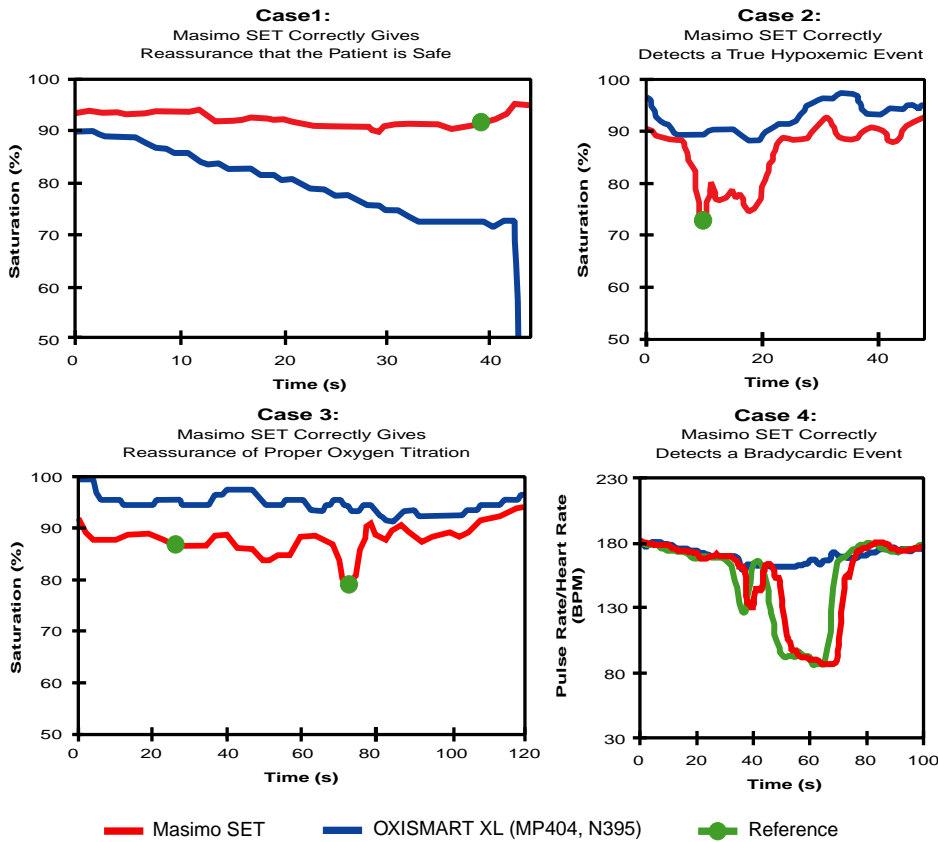 Case1:
Masimo SET Correctly Gives
Reassurance that the Patient is Safe
100
90
80
70
60
50
Saturation (%)
0 10 20 30 40
Time (s)
Case 2:
Masimo SET Correctly
Detects a True Hypoxemic Event
100
90
80
70
60
50
Saturation (%)
0 20 40
Time (s)
Case 3:
Masimo SET Correctly Gives
Reassurance of Proper Oxygen Titration
100
90
80
70
60
50
Saturation (%)
0 20 40 60 80 100 120
Time (s)
Case 4:
Masimo SET Correctly
Detects a Bradycardic Event
230
180
130
80
30
Pulse Rate/Heart Rate
(BPM)
0 20 40 60 80 100
Time (s)
Masimo SET OXISMART XL (MP404, N395) Reference